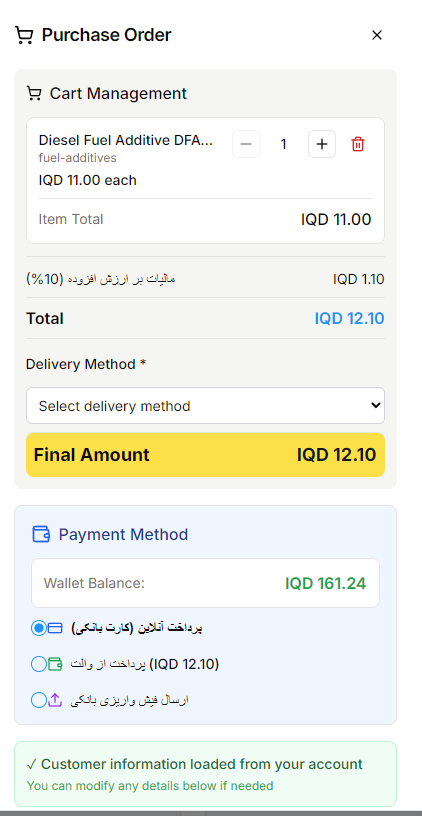 Purchase Order
Cart Management
Diesel Fuel Additive DFA...
1
fuel-additives
IQD 11.00 each
Item Total IQD 11.00
مالیات بر ارزش افزوده (10%) IQD 1.10
Total IQD 12.10
Delivery Method *
Select delivery method
Final Amount IQD 12.10
Payment Method
Wallet Balance: IQD 161.24
پرداخت آنلاین (کارت بانکی)
پرداخت از والت (IQD 12.10)
ارسال فیش واریزی بانکی
✓ Customer information loaded from your account
You can modify any details below if needed